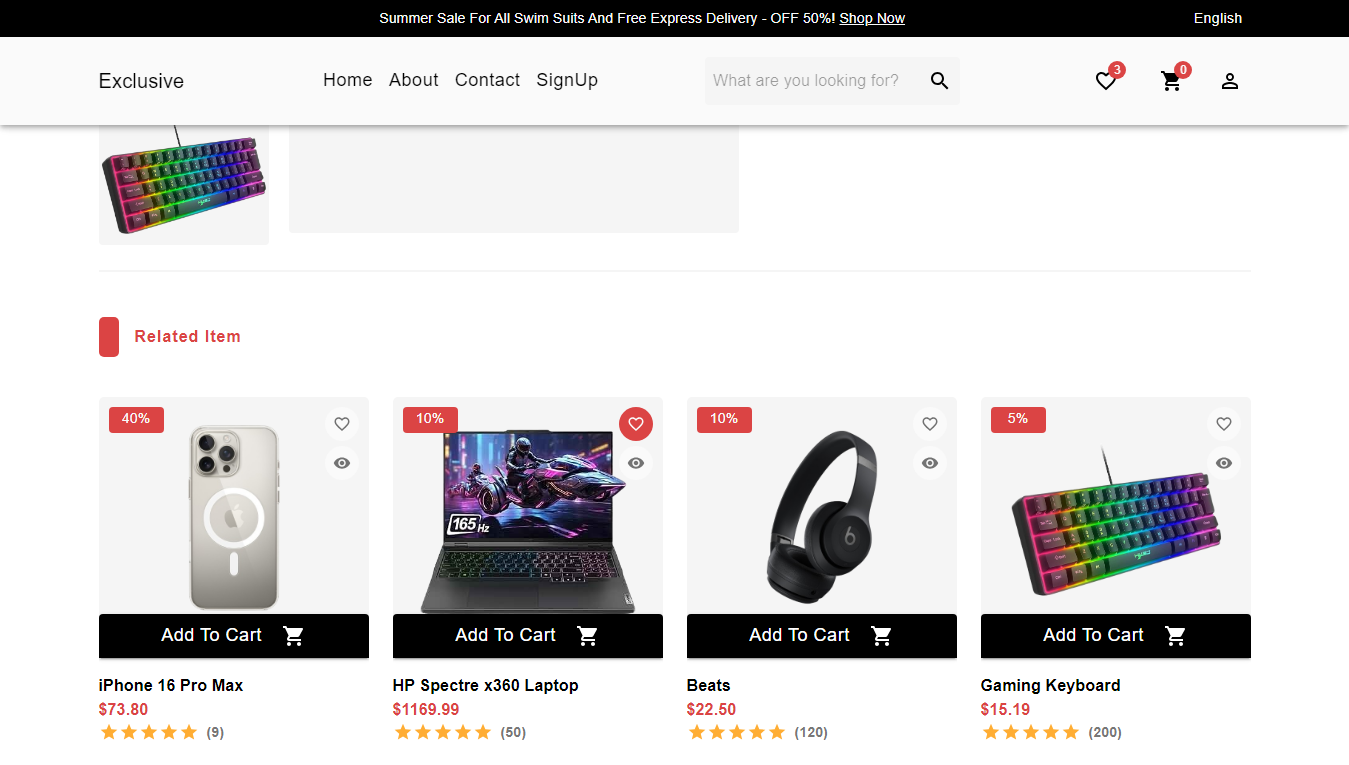 Summer Sale For All Swim Suits And Free Express Delivery - OFF 50%! Shop Now
English
Exclusive
Home About Contact SignUp
What are you looking for?
3
0
Related Item
40%
10%
10%
5%
165 Hz
Add To Cart
Add To Cart
Add To Cart
Add To Cart
iPhone 16 Pro Max
$73.80
(9)
HP Spectre x360 Laptop
$1169.99
(50)
Beats
$22.50
(120)
Gaming Keyboard
$15.19
(200)